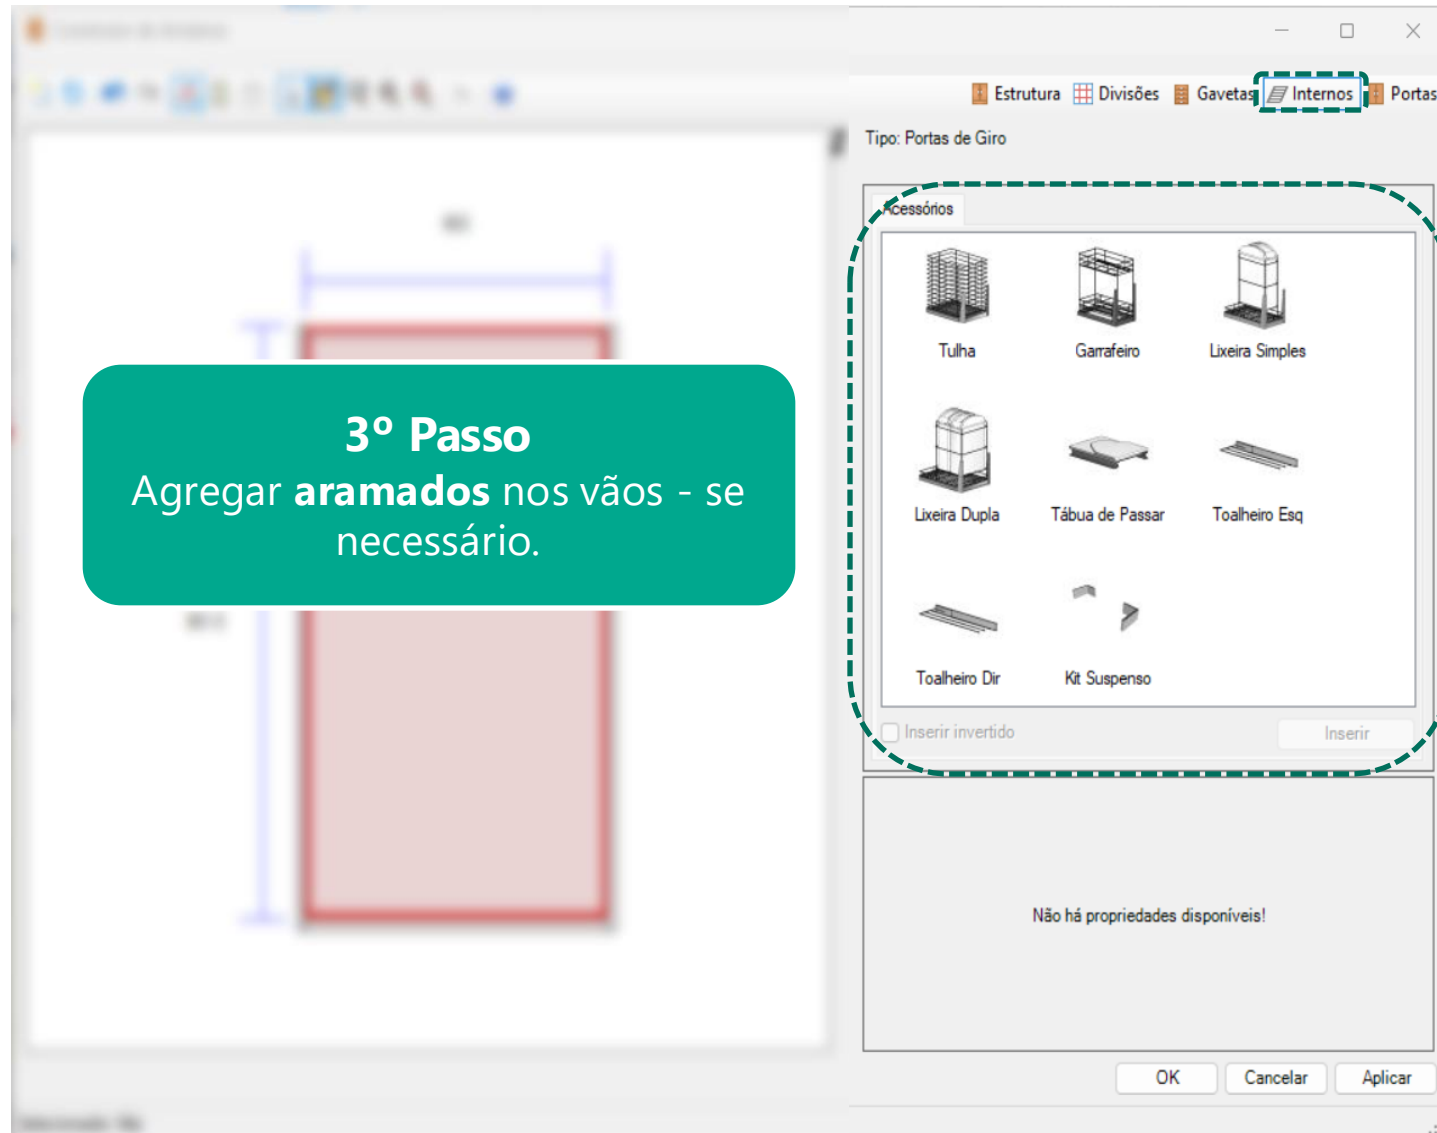 Estrutura Divisões Gavetas Internos Portas
Tipo: Portas de Giro
Acessórios
Tulha Garrafeiro Lixeira Simples
Lixeira Dupla Tábua de Passar Toalheiro Esq
Toalheiro Dir Kit Suspenso
Inserir invertido Inserir
3º Passo
Agregar aramados nos vãos - se
necessário.
Não há propriedades disponíveis!
OK Cancelar Aplicar